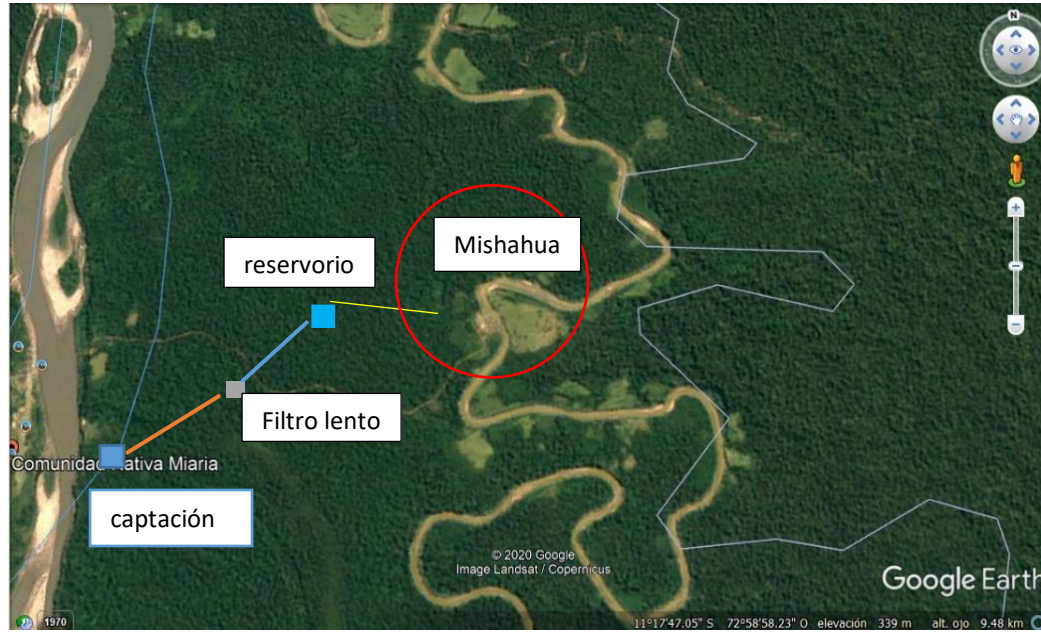 N
Mishahua
reservorio
Filtro lento
Comunidad Nativa Miaria
captación
© 2020 Google
Image Landsat / Copernicus
Google Earth
1970
11°17'47.05" S 72°58'58.23" O elevación 339 m alt. ojo 9.48 km